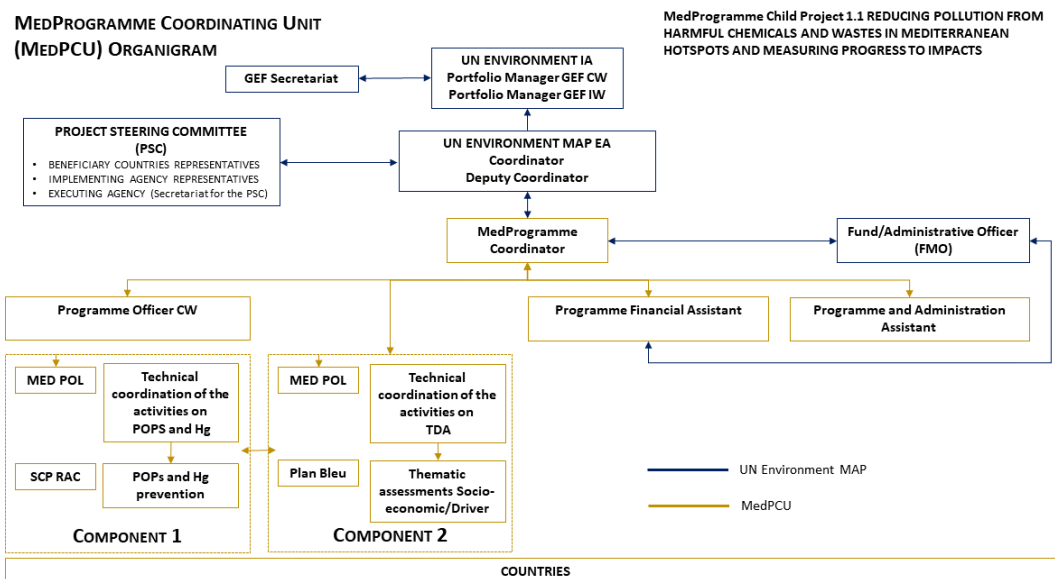 MEDPROGRAMME COORDINATING UNIT
(MEDPCU) ORGANIGRAM
MedProgramme Child Project 1.1 REDUCING POLLUTION FROM
HARMFUL CHEMICALS AND WASTES IN MEDITERRANEAN
HOTSPOTS AND MEASURING PROGRESS TO IMPACTS
GEF Secretariat
UN ENVIRONMENT IA
Portfolio Manager GEF CW
Portfolio Manager GEF IW
PROJECT STEERING COMMITTEE
(PSC)
• BENEFICIARY COUNTRIES REPRESENTATIVES
• IMPLEMENTING AGENCY REPRESENTATIVES
• EXECUTING AGENCY (Secretariat for the PSC)
UN ENVIRONMENT MAP EA
Coordinator
Deputy Coordinator
MedProgramme
Coordinator
Fund/Administrative Officer
(FMO)
Programme Officer CW
Programme Financial Assistant
Programme and Administration
Assistant
MED POL
Technical
coordination of the
activities on
POPS and Hg
SCP RAC
POPs and Hg
prevention
COMPONENT 1
MED POL
Technical
coordination of the
activities on
TDA
Plan Bleu
Thematic
assessments Socio-
economic/Driver
COMPONENT 2
UN Environment MAP
MedPCU
COUNTRIES